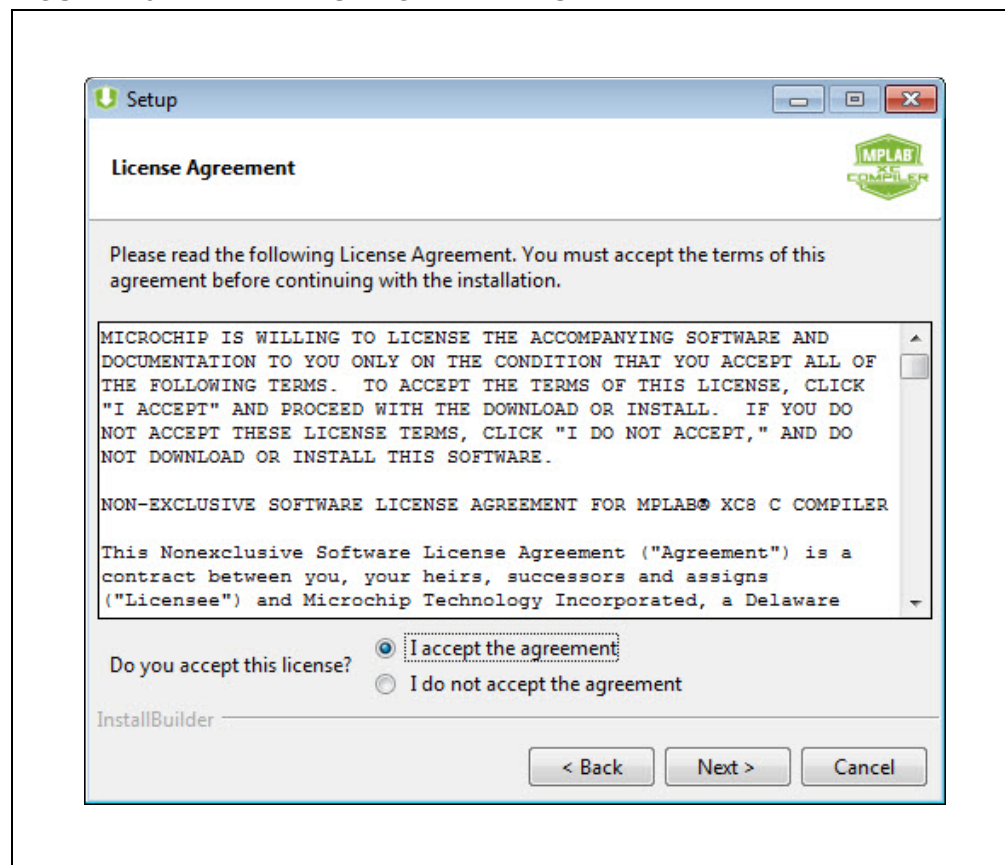 Setup
License Agreement
MPLAB
XC
COMPILER
Please read the following License Agreement. You must accept the terms of this
agreement before continuing with the installation.
MICROCHIP IS WILLING TO LICENSE THE ACCOMPANYING SOFTWARE AND
DOCUMENTATION TO YOU ONLY ON THE CONDITION THAT YOU ACCEPT ALL OF
THE FOLLOWING TERMS.  TO ACCEPT THE TERMS OF THIS LICENSE, CLICK
"I ACCEPT" AND PROCEED WITH THE DOWNLOAD OR INSTALL.  IF YOU DO
NOT ACCEPT THESE LICENSE TERMS, CLICK "I DO NOT ACCEPT," AND DO
NOT DOWNLOAD OR INSTALL THIS SOFTWARE.
NON-EXCLUSIVE SOFTWARE LICENSE AGREEMENT FOR MPLAB® XC8 C COMPILER
This Nonexclusive Software License Agreement ("Agreement") is a
contract between you, your heirs, successors and assigns
("Licensee") and Microchip Technology Incorporated, a Delaware
Do you accept this license?
I accept the agreement
I do not accept the agreement
InstallBuilder
< Back
Next >
Cancel